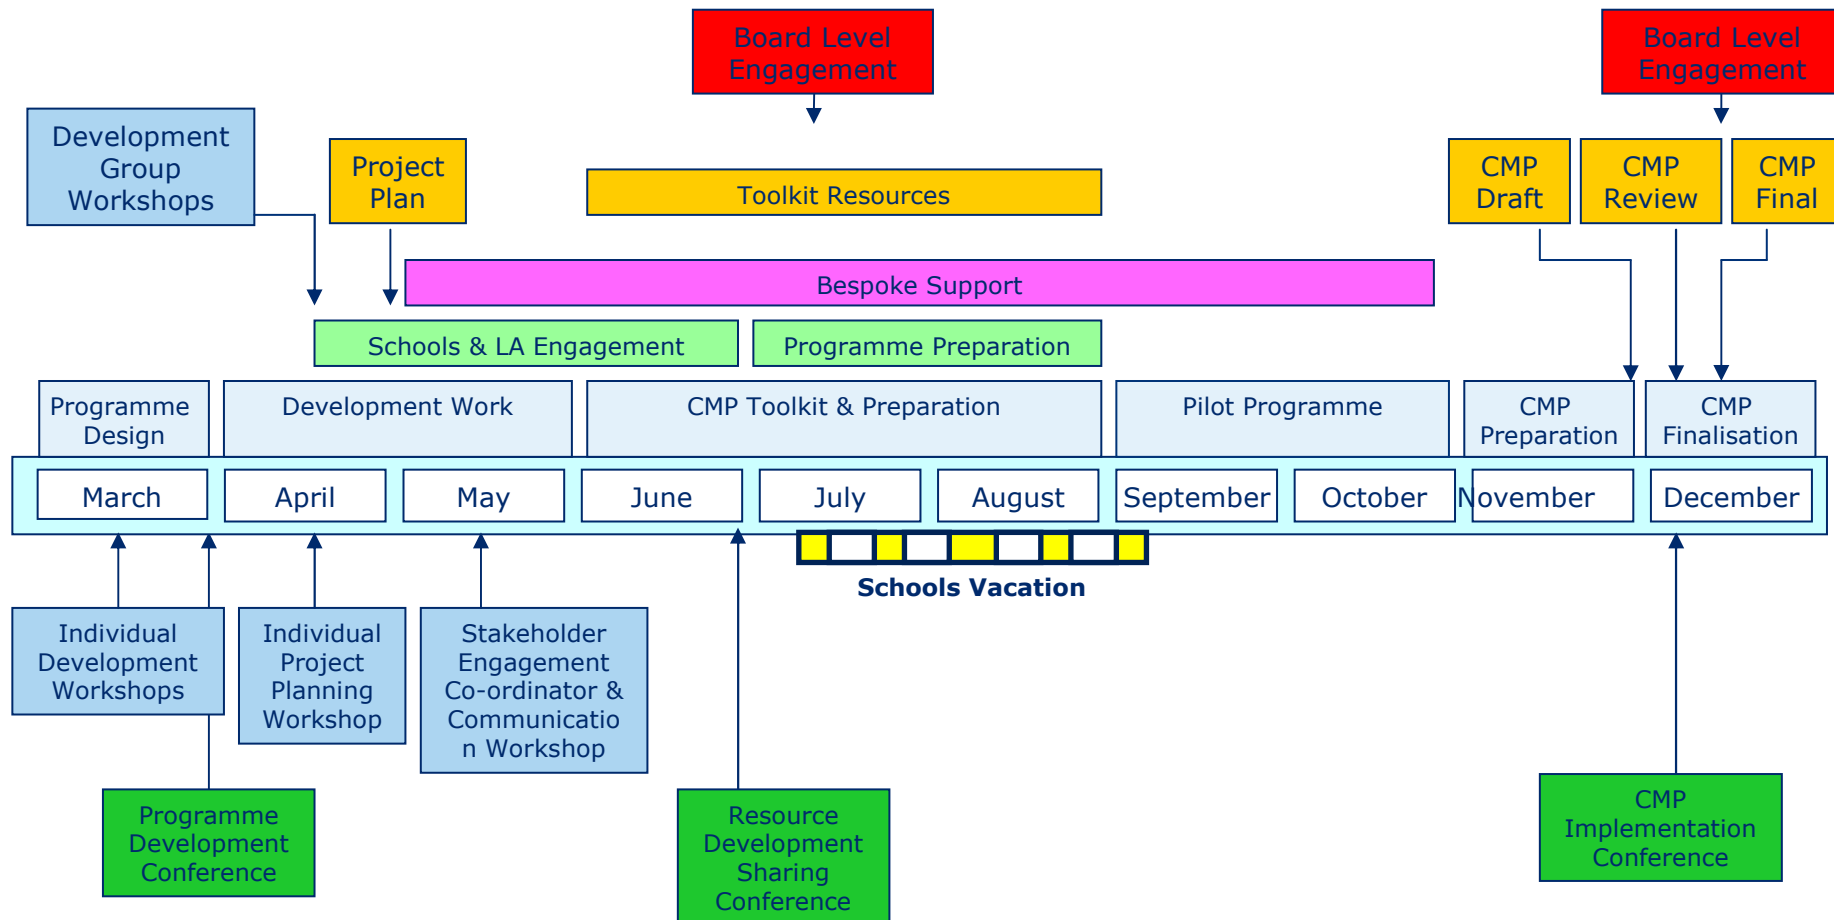 Board Level
Engagement
Board Level
Engagement
Development
Group
Workshops
Project
Plan
Toolkit Resources
CMP
Draft
CMP
Review
CMP
Final
Bespoke Support
Schools & LA Engagement
Programme Preparation
Programme
Design
Development Work
CMP Toolkit & Preparation
Pilot Programme
CMP
Preparation
CMP
Finalisation
March
April
May
June
July
August
September
October
November
December
Schools Vacation
Individual
Development
Workshops
Individual
Project
Planning
Workshop
Stakeholder
Engagement
Co-ordinator &
Communicatio
n Workshop
Programme
Development
Conference
Resource
Development
Sharing
Conference
CMP
Implementation
Conference